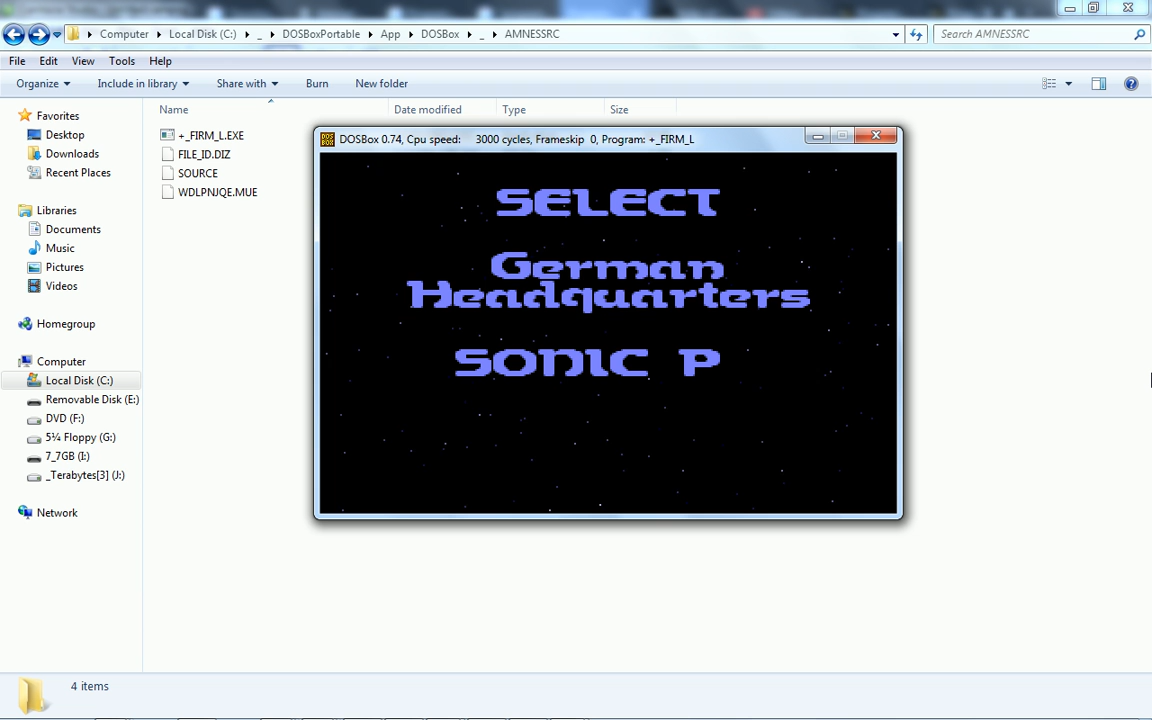 Computer Local Disk (C:) _ DOSBoxPortable App DOSBox _ AMNESSRC Search AMNESSRC
File Edit View Tools Help
Organize Include in library Share with Burn New folder
Favorites
Desktop
Downloads
Recent Places
Libraries
Documents
Music
Pictures
Videos
Homegroup
Computer
Local Disk (C:)
Removable Disk (E:)
DVD (F:)
5¼ Floppy (G:)
7_7GB (I:)
_Terabytes[3] (J:)
Network
Name Date modified Type Size
+_FIRM_L.EXE
FILE_ID.DIZ
SOURCE
WDLPNJQE.MUE
DOSBox 0.74, Cpu speed: 3000 cycles, Frameskip 0, Program: +_FIRM_L
SELECT
German
Headquarters
SONIC P
4 items